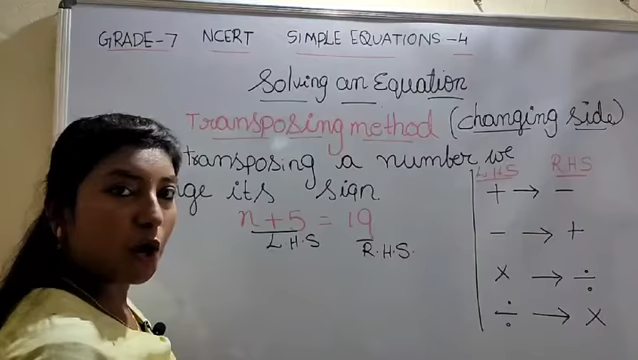 GRADE-7 NCERT SIMPLE EQUATIONS-4
Solving an Equation
Transposing method (changing side)
transposing a number we
its sign
n+5 = 19
L.H.S R.H.S.
LHS RHS
+ → -
- → +
× → ÷
÷ → ×